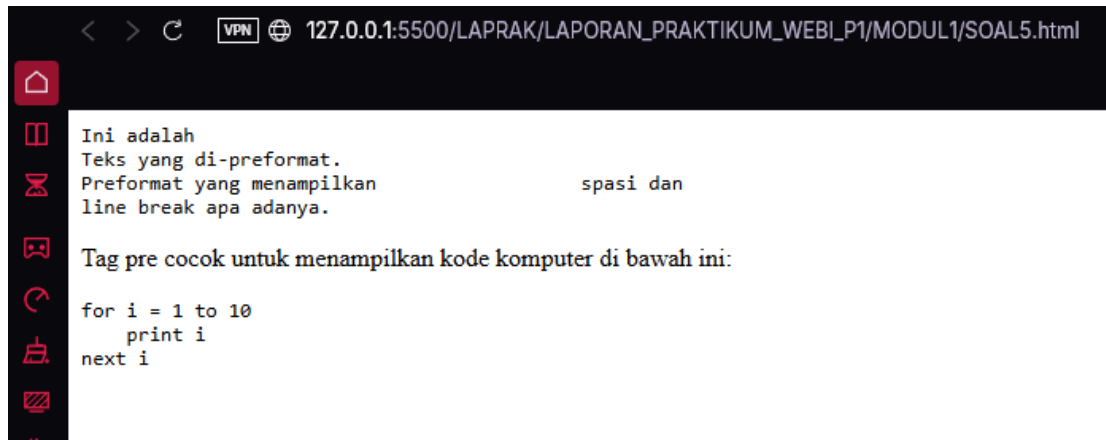 VPN 127.0.0.1:5500/LAPRAK/LAPORAN_PRAKTIKUM_WEBI_P1/MODUL1/SOAL5.html
Ini adalah
Teks yang di-preformat.
Preformat yang menampilkan                    spasi dan
line break apa adanya.
Tag pre cocok untuk menampilkan kode komputer di bawah ini:
for i = 1 to 10
    print i
next i